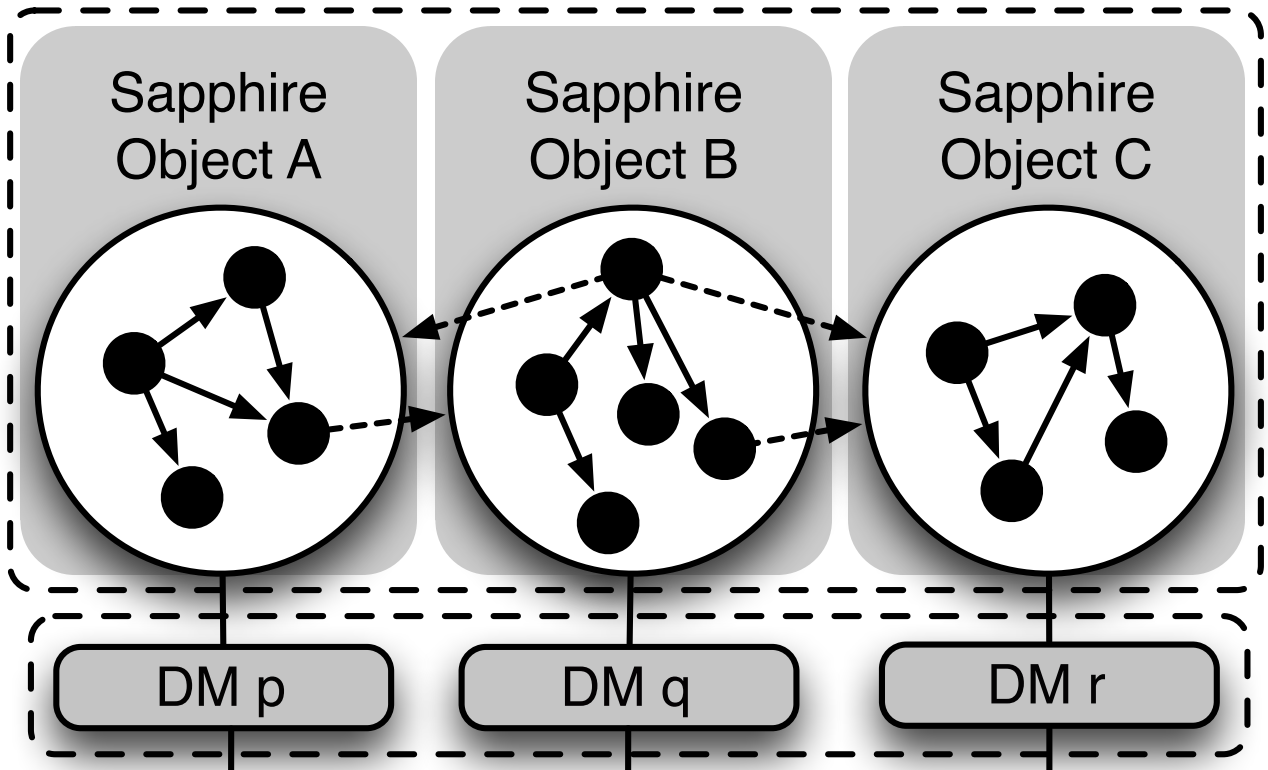 Sapphire
Object A
Sapphire
Object B
Sapphire
Object C
DM p
DM q
DM r